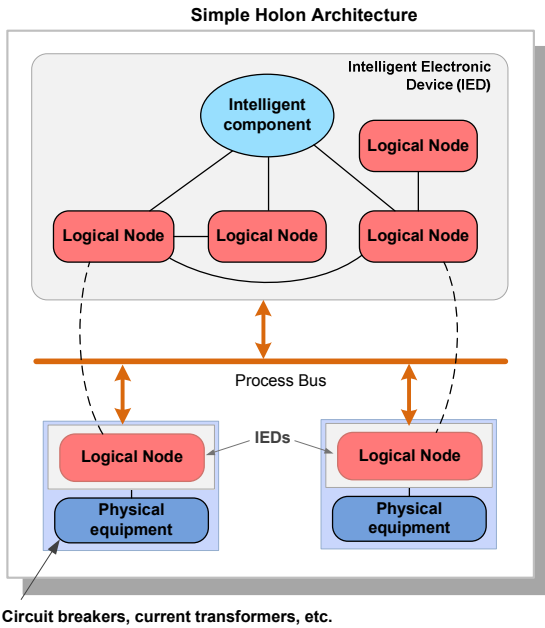 Simple Holon Architecture
Intelligent Electronic
Device (IED)
Intelligent
component
Logical Node
Logical Node
Logical Node
Logical Node
Process Bus
IEDs
Logical Node
Logical Node
Physical
equipment
Physical
equipment
Circuit breakers, current transformers, etc.